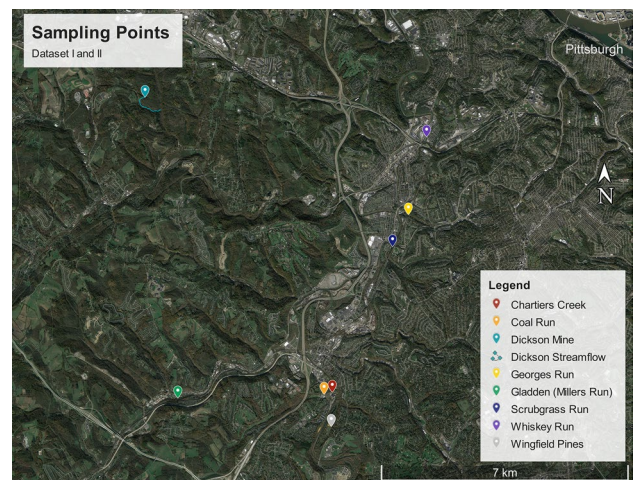 Sampling Points
Dataset I and II
Pittsburgh
N
Legend
Chartiers Creek
Coal Run
Dickson Mine
Dickson Streamflow
Georges Run
Gladden (Millers Run)
Scrubgrass Run
Whiskey Run
Wingfield Pines
7 km